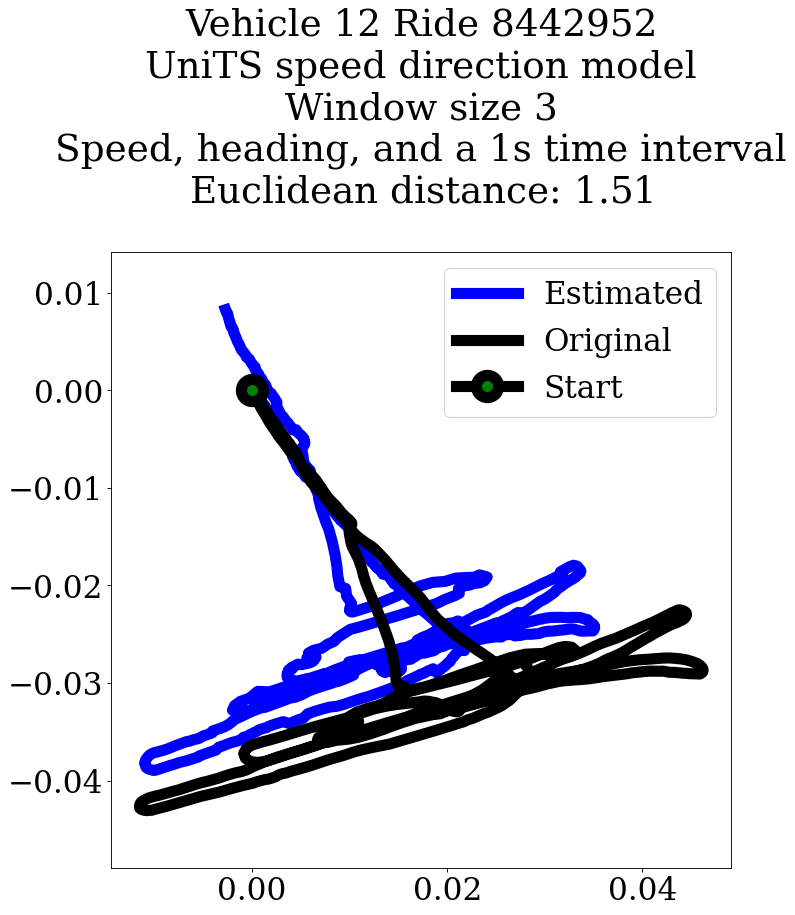 Vehicle 12 Ride 8442952
UniTS speed direction model
Window size 3
Speed, heading, and a 1s time interval
Euclidean distance: 1.51
Estimated
Original
Start
0.01
0.00
−0.01
−0.02
−0.03
−0.04
0.00 0.02 0.04